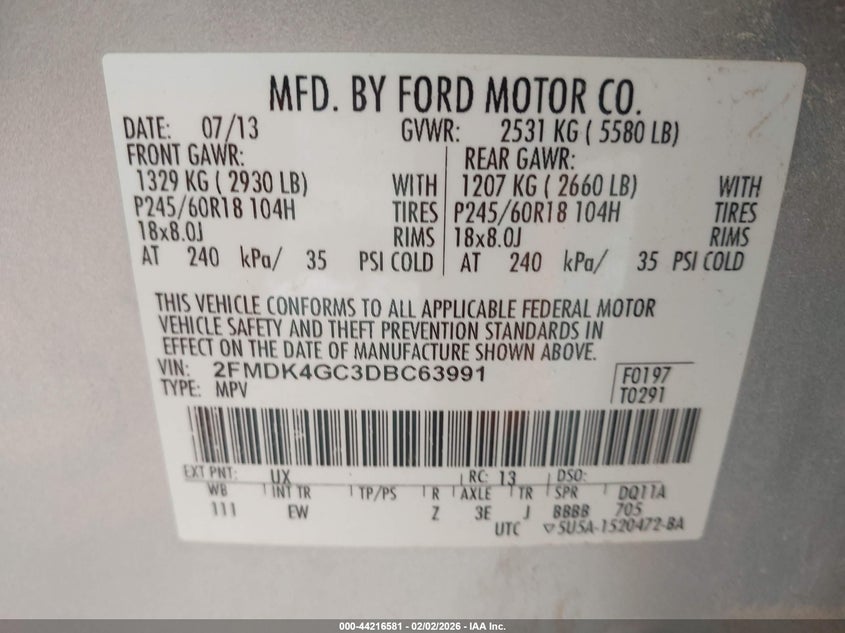 MFD. BY FORD MOTOR CO.
DATE: 07/13 GVWR: 2531 KG ( 5580 LB)
FRONT GAWR: REAR GAWR:
1329 KG ( 2930 LB) WITH 1207 KG ( 2660 LB) WITH
P245/60R18 104H TIRES P245/60R18 104H TIRES
18x8.0J RIMS 18x8.0J RIMS
AT 240 kPa/ 35 PSI COLD AT 240 kPa/ 35 PSI COLD
THIS VEHICLE CONFORMS TO ALL APPLICABLE FEDERAL MOTOR
VEHICLE SAFETY AND THEFT PREVENTION STANDARDS IN
EFFECT ON THE DATE OF MANUFACTURE SHOWN ABOVE.
VIN: 2FMDK4GC3DBC63991 F0197
TYPE: MPV T0291
EXT PNT: UX RC: 13 DSO:
WB INT TR TP/PS R AXLE TR SPR DQ11A
111 EW Z 3E J BBBB 705
UTC ▽5U5A-1520472-BA
000-44216581 - 02/02/2026 - IAA Inc.